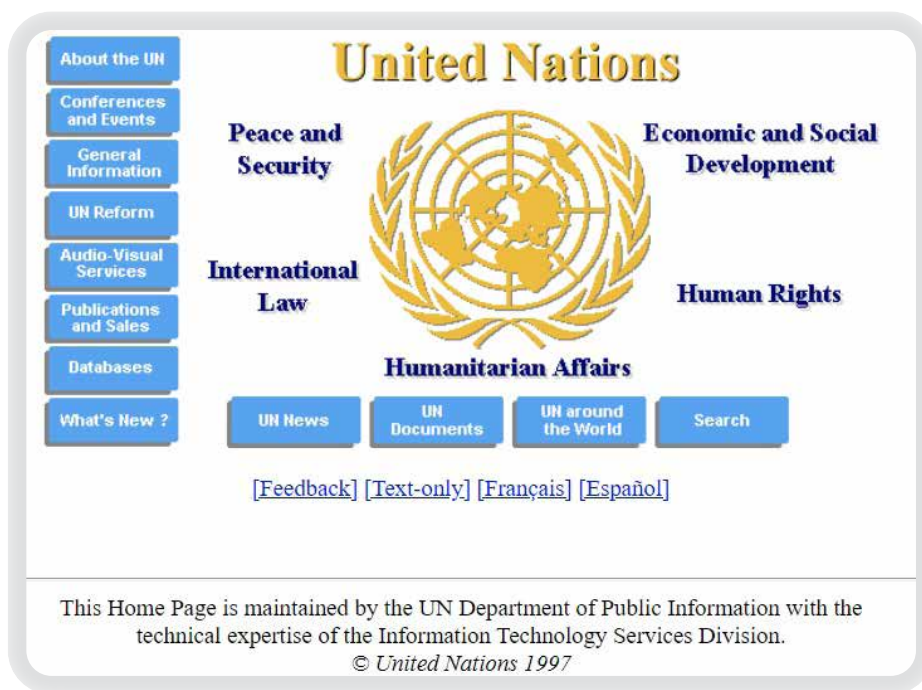 About the UN
Conferences
and Events
General
Information
UN Reform
Audio-Visual
Services
Publications
and Sales
Databases
What's New ?
United Nations
Peace and
Security
Economic and Social
Development
International
Law
Human Rights
Humanitarian Affairs
UN News
UN
Documents
UN around
the World
Search
[Feedback] [Text-only] [Français] [Español]
This Home Page is maintained by the UN Department of Public Information with the
technical expertise of the Information Technology Services Division.
© United Nations 1997